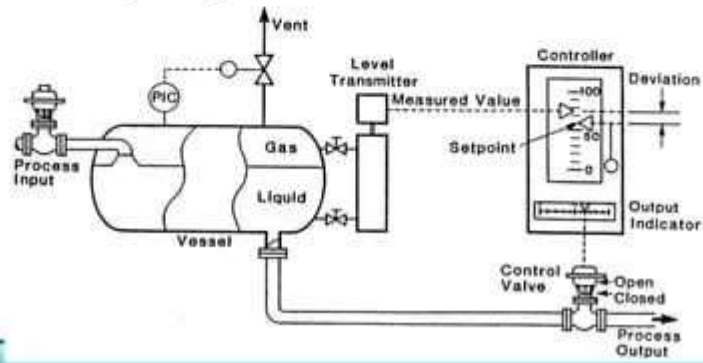 Vent
Controller
Level
Transmitter
Deviation
PIC
Measured Value
100
Process
Input
Gas
Setpoint
50
0
Liquid
Output
Indicator
Vessel
Control
Valve
Open
Closed
Process
Output